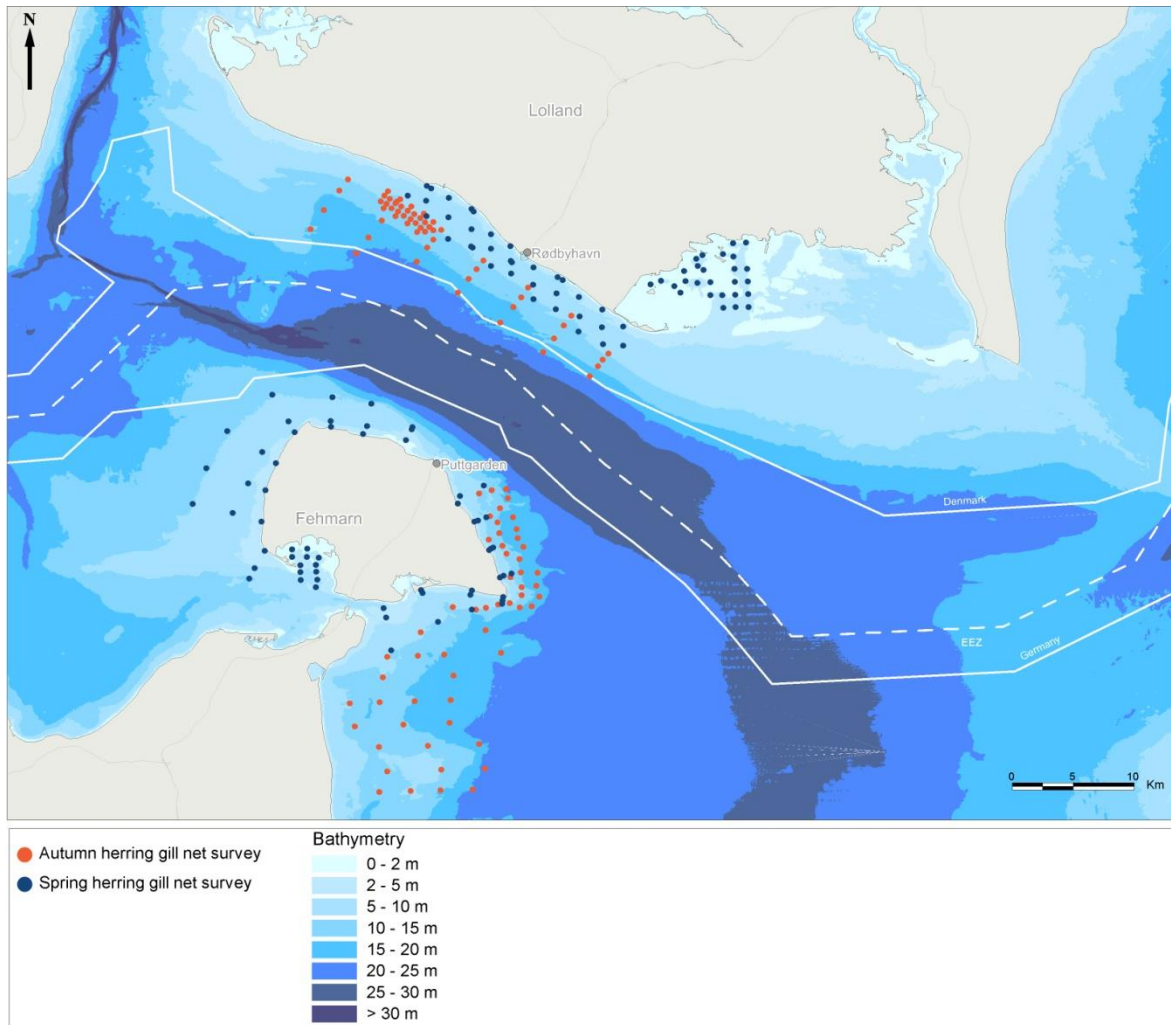 N
Lolland
Rødbyhavn
Puttgarden
Fehmarn
Denmark
EEZ
Germany
0 5 10
Km
Autumn herring gill net survey
Spring herring gill net survey
Bathymetry
0 - 2 m
2 - 5 m
5 - 10 m
10 - 15 m
15 - 20 m
20 - 25 m
25 - 30 m
> 30 m